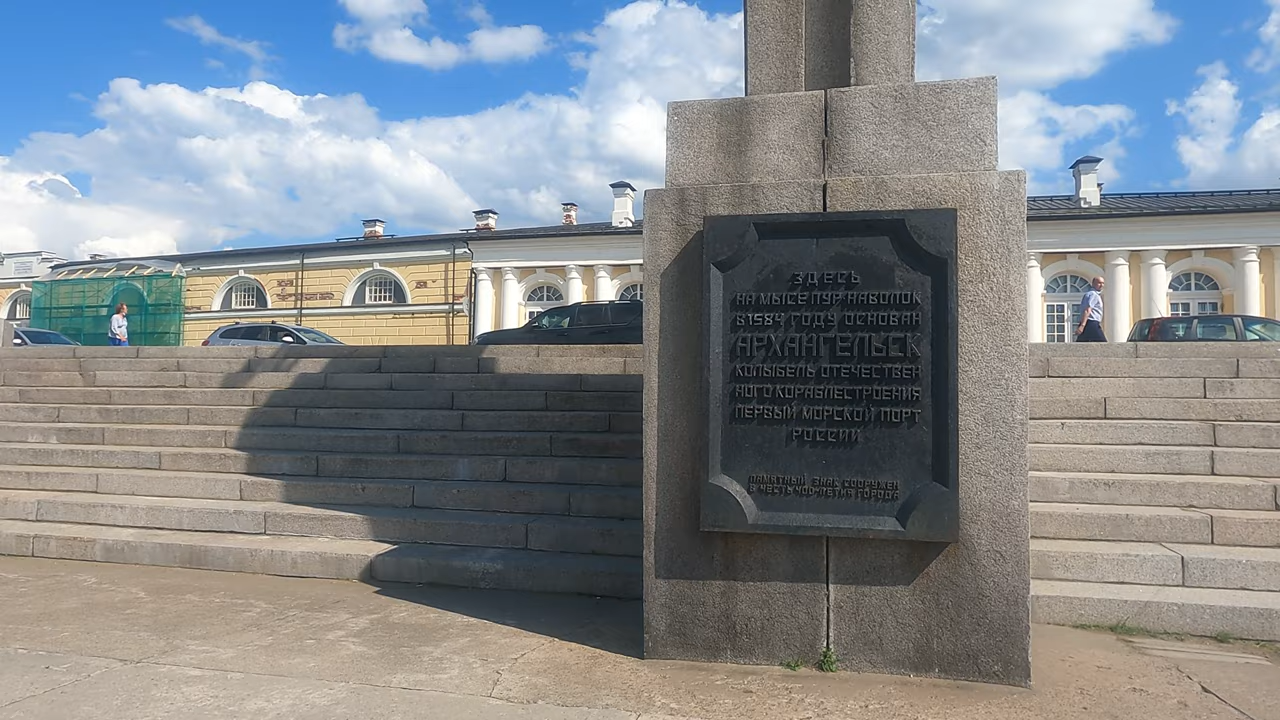 ЗДЕСЬ
НА МЫСЕ ПУР-НАВОЛОК
В 1584 ГОДУ ОСНОВАН
АРХАНГЕЛЬСК
КОЛЫБЕЛЬ ОТЕЧЕСТВЕН
НОГО КОРАБЛЕСТРОЕНИЯ
ПЕРВЫЙ МОРСКОЙ ПОРТ
РОССИИ
ПАМЯТНЫЙ ЗНАК СООРУЖЕН
В ЧЕСТЬ 400-ЛЕТИЯ ГОРОДА